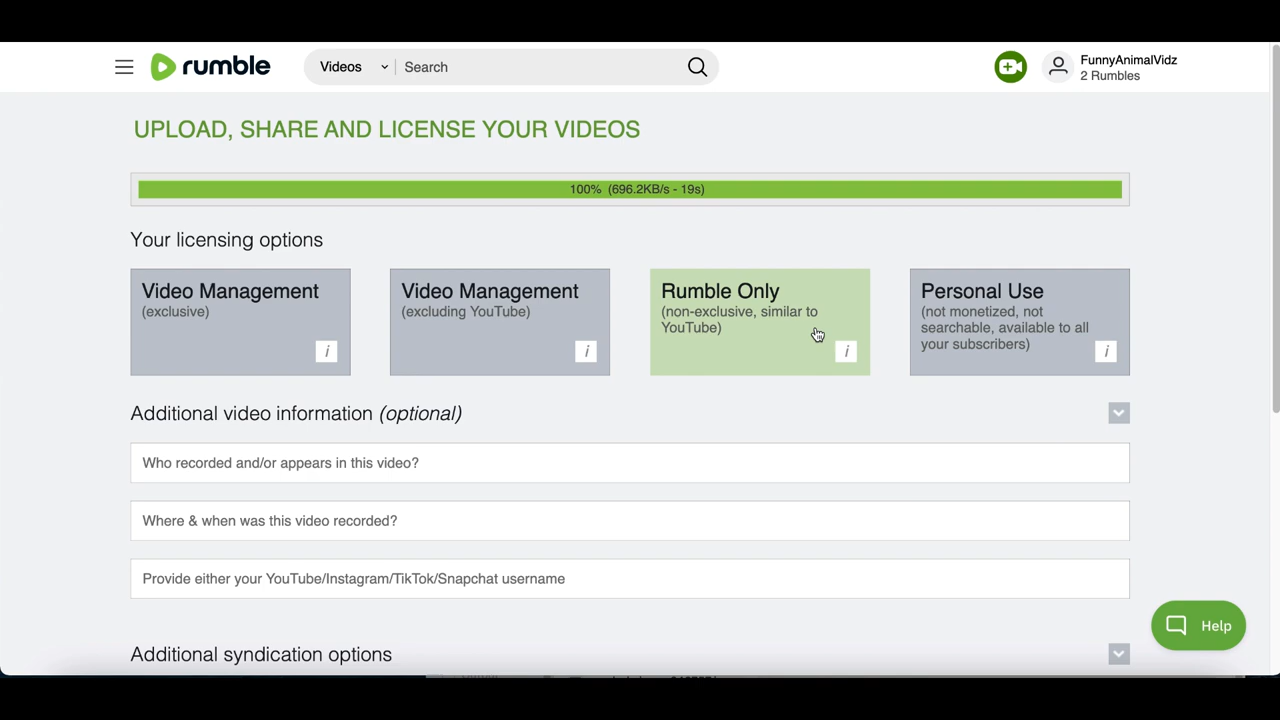 rumble
Videos
Search
FunnyAnimalVidz
2 Rumbles
UPLOAD, SHARE AND LICENSE YOUR VIDEOS
100% (696.2KB/s - 19s)
Your licensing options
Video Management
(exclusive)
i
Video Management
(excluding YouTube)
i
Rumble Only
(non-exclusive, similar to
YouTube)
i
Personal Use
(not monetized, not
searchable, available to all
your subscribers)
i
Additional video information (optional)
Who recorded and/or appears in this video?
Where & when was this video recorded?
Provide either your YouTube/Instagram/TikTok/Snapchat username
Help
Additional syndication options